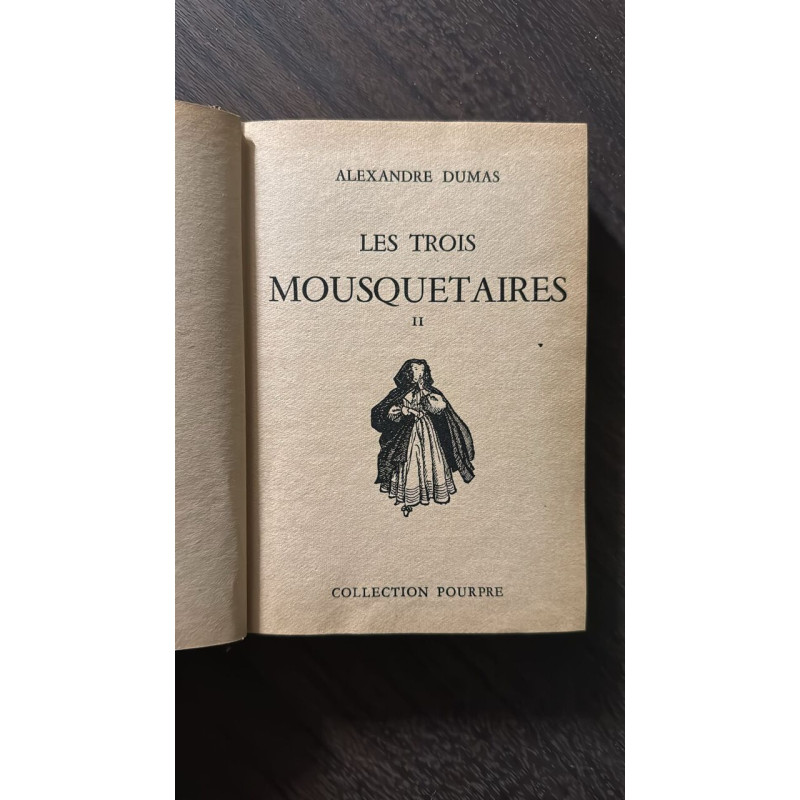 ALEXANDRE DUMAS
LES TROIS
MOUSQUETAIRES
II
COLLECTION POURPRE